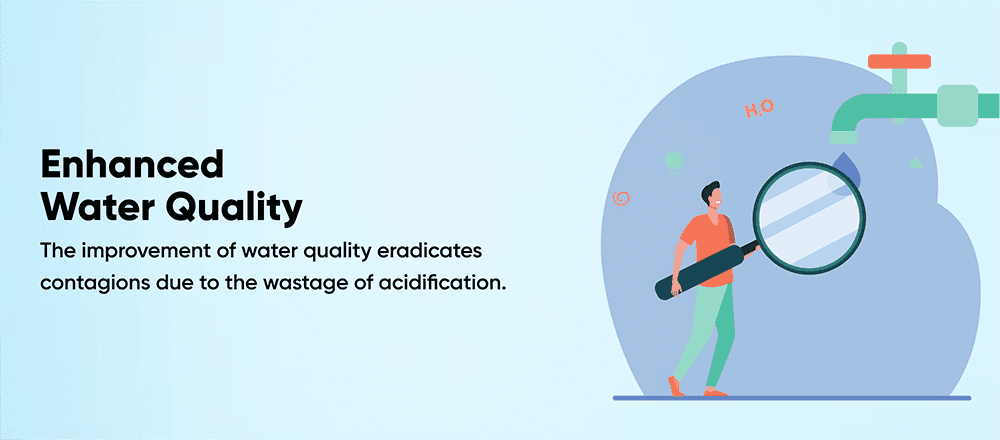 Enhanced
Water Quality
The improvement of water quality eradicates
contagions due to the wastage of acidification.
H₂O